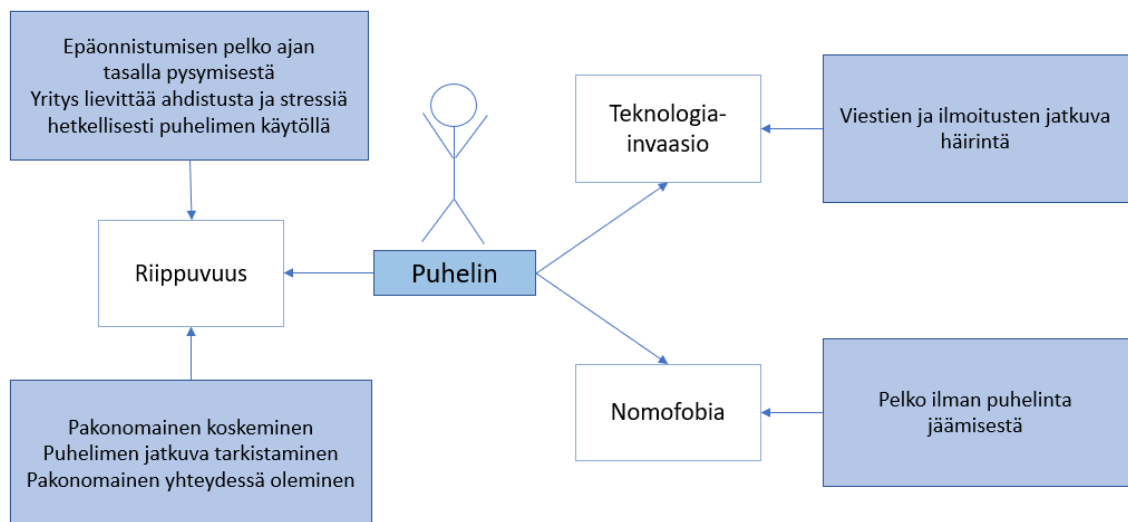 Epäonnistumisen pelko ajan
tasalla pysymisestä
Yritys lievittää ahdistusta ja stressiä
hetkellisesti puhelimen käytöllä
Teknologia-
invaasio
Viestien ja ilmoitusten jatkuva
häirintä
Riippuvuus
Puhelin
Pakonomainen koskeminen
Puhelimen jatkuva tarkistaminen
Pakonomainen yhteydessä oleminen
Nomofobia
Pelko ilman puhelinta
jäämisestä